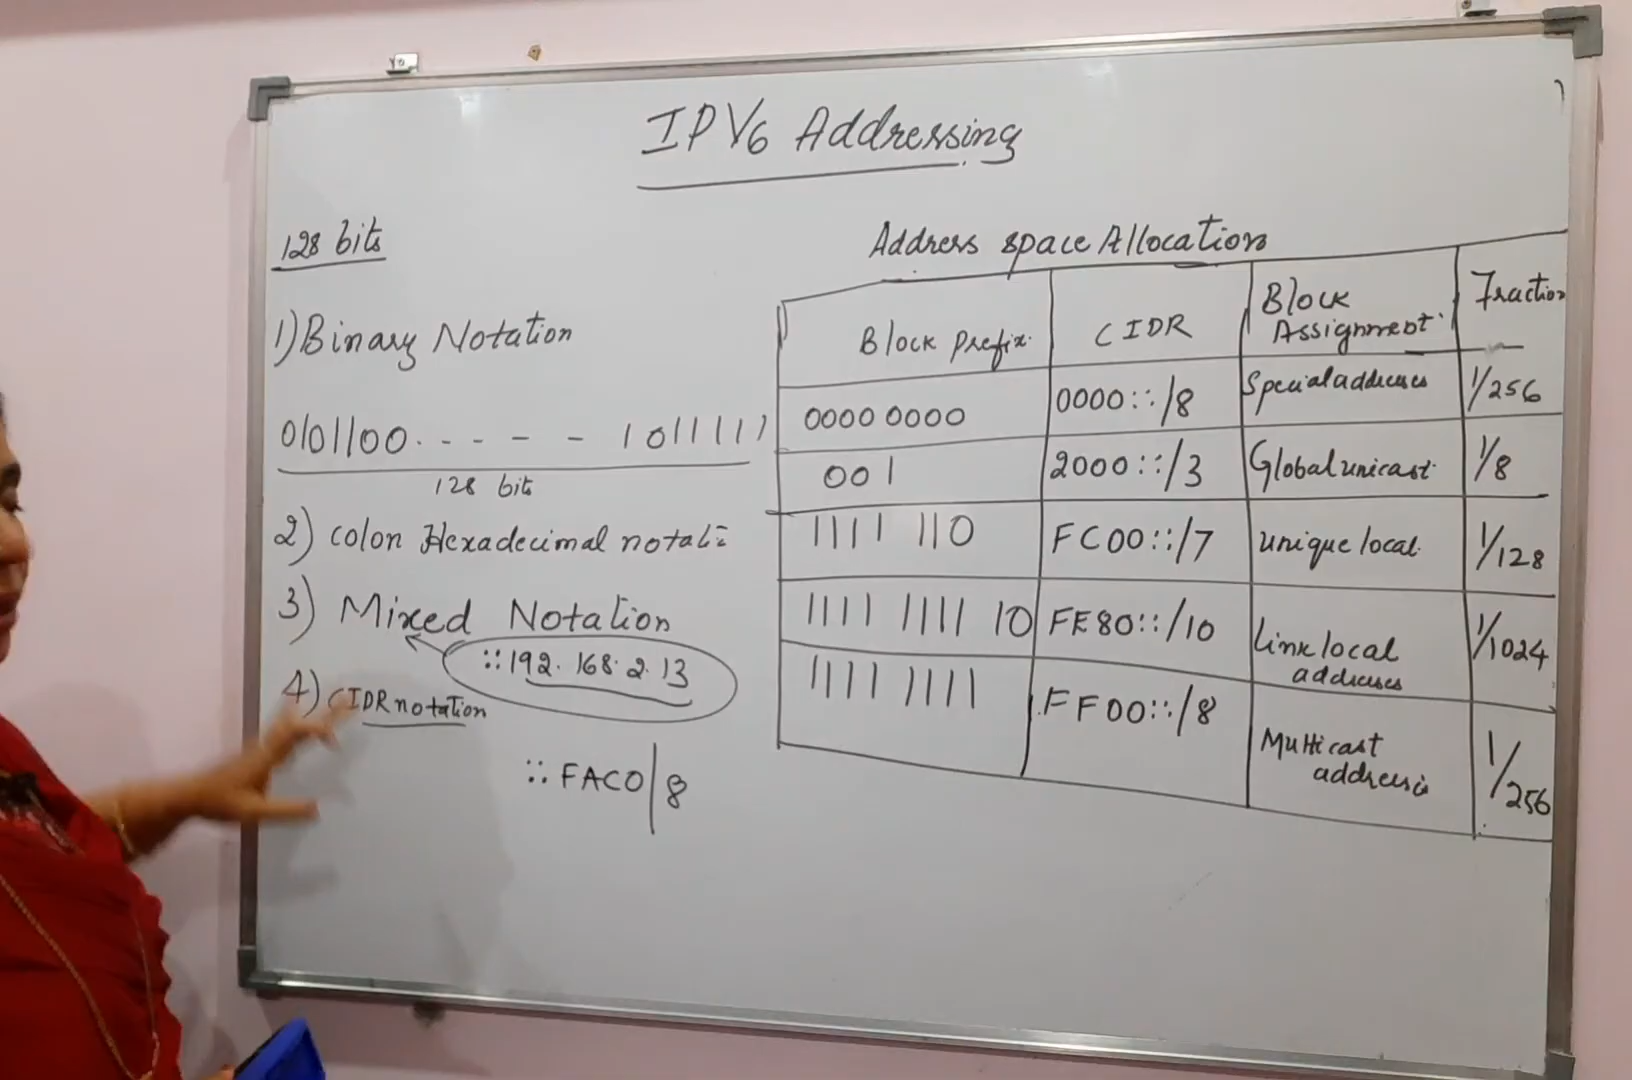 IPV6 Addressing
128 bits
1) Binary Notation
0101100. - - - - 1011111
128 bits
2) colon Hexadecimal notati
3) Mixed Notation
::192.168.2.13
4) CIDR notation
::FAC0/8
Address space Allocation
Block Prefix. CIDR Block Assignment. Fraction
0000 0000 0000::/8 Special addresses 1/256
001 2000::/3 Global unicast. 1/8
1111 110 FC00::/7 unique local. 1/128
1111 1111 10 FE80::/10 Link local addresses 1/1024
1111 1111 FF00::/8 Multicast 1/256